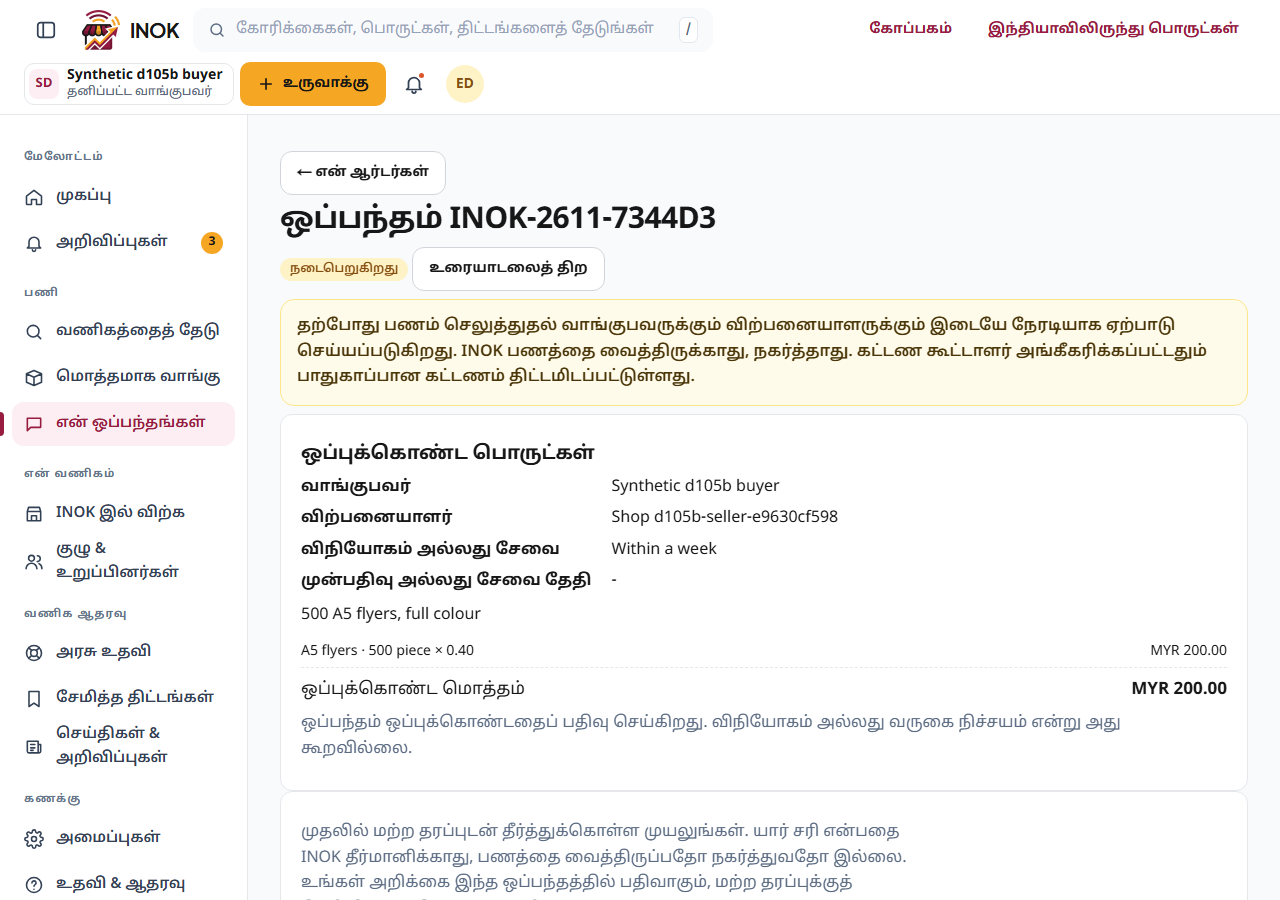 INOK
கோரிக்கைகள், பொருட்கள், திட்டங்களைத் தேடுங்கள்
/
கோப்பகம்
இந்தியாவிலிருந்து பொருட்கள்
SD
Synthetic d105b buyer
தனிப்பட்ட வாங்குபவர்
+ உருவாக்கு
ED
மேலோட்டம்
முகப்பு
அறிவிப்புகள்
3
பணி
வணிகத்தைத் தேடு
மொத்தமாக வாங்கு
என் ஒப்பந்தங்கள்
என் வணிகம்
INOK இல் விற்க
குழு &
உறுப்பினர்கள்
வணிக ஆதரவு
அரசு உதவி
சேமித்த திட்டங்கள்
செய்திகள் &
அறிவிப்புகள்
கணக்கு
அமைப்புகள்
உதவி & ஆதரவு
← என் ஆர்டர்கள்
ஒப்பந்தம் INOK-2611-7344D3
நடைபெறுகிறது
உரையாடலைத் திற
தற்போது பணம் செலுத்துதல் வாங்குபவருக்கும் விற்பனையாளருக்கும் இடையே நேரடியாக ஏற்பாடு
செய்யப்படுகிறது. INOK பணத்தை வைத்திருக்காது, நகர்த்தாது. கட்டண கூட்டாளர் அங்கீகரிக்கப்பட்டதும்
பாதுகாப்பான கட்டணம் திட்டமிடப்பட்டுள்ளது.
ஒப்புக்கொண்ட பொருட்கள்
வாங்குபவர் Synthetic d105b buyer
விற்பனையாளர் Shop d105b-seller-e9630cf598
விநியோகம் அல்லது சேவை Within a week
முன்பதிவு அல்லது சேவை தேதி -
500 A5 flyers, full colour
A5 flyers · 500 piece × 0.40 MYR 200.00
ஒப்புக்கொண்ட மொத்தம் MYR 200.00
ஒப்பந்தம் ஒப்புக்கொண்டதைப் பதிவு செய்கிறது. விநியோகம் அல்லது வருகை நிச்சயம் என்று அது
கூறவில்லை.
முதலில் மற்ற தரப்புடன் தீர்த்துக்கொள்ள முயலுங்கள். யார் சரி என்பதை
INOK தீர்மானிக்காது, பணத்தை வைத்திருப்பதோ நகர்த்துவதோ இல்லை.
உங்கள் அறிக்கை இந்த ஒப்பந்தத்தில் பதிவாகும், மற்ற தரப்புக்குத்